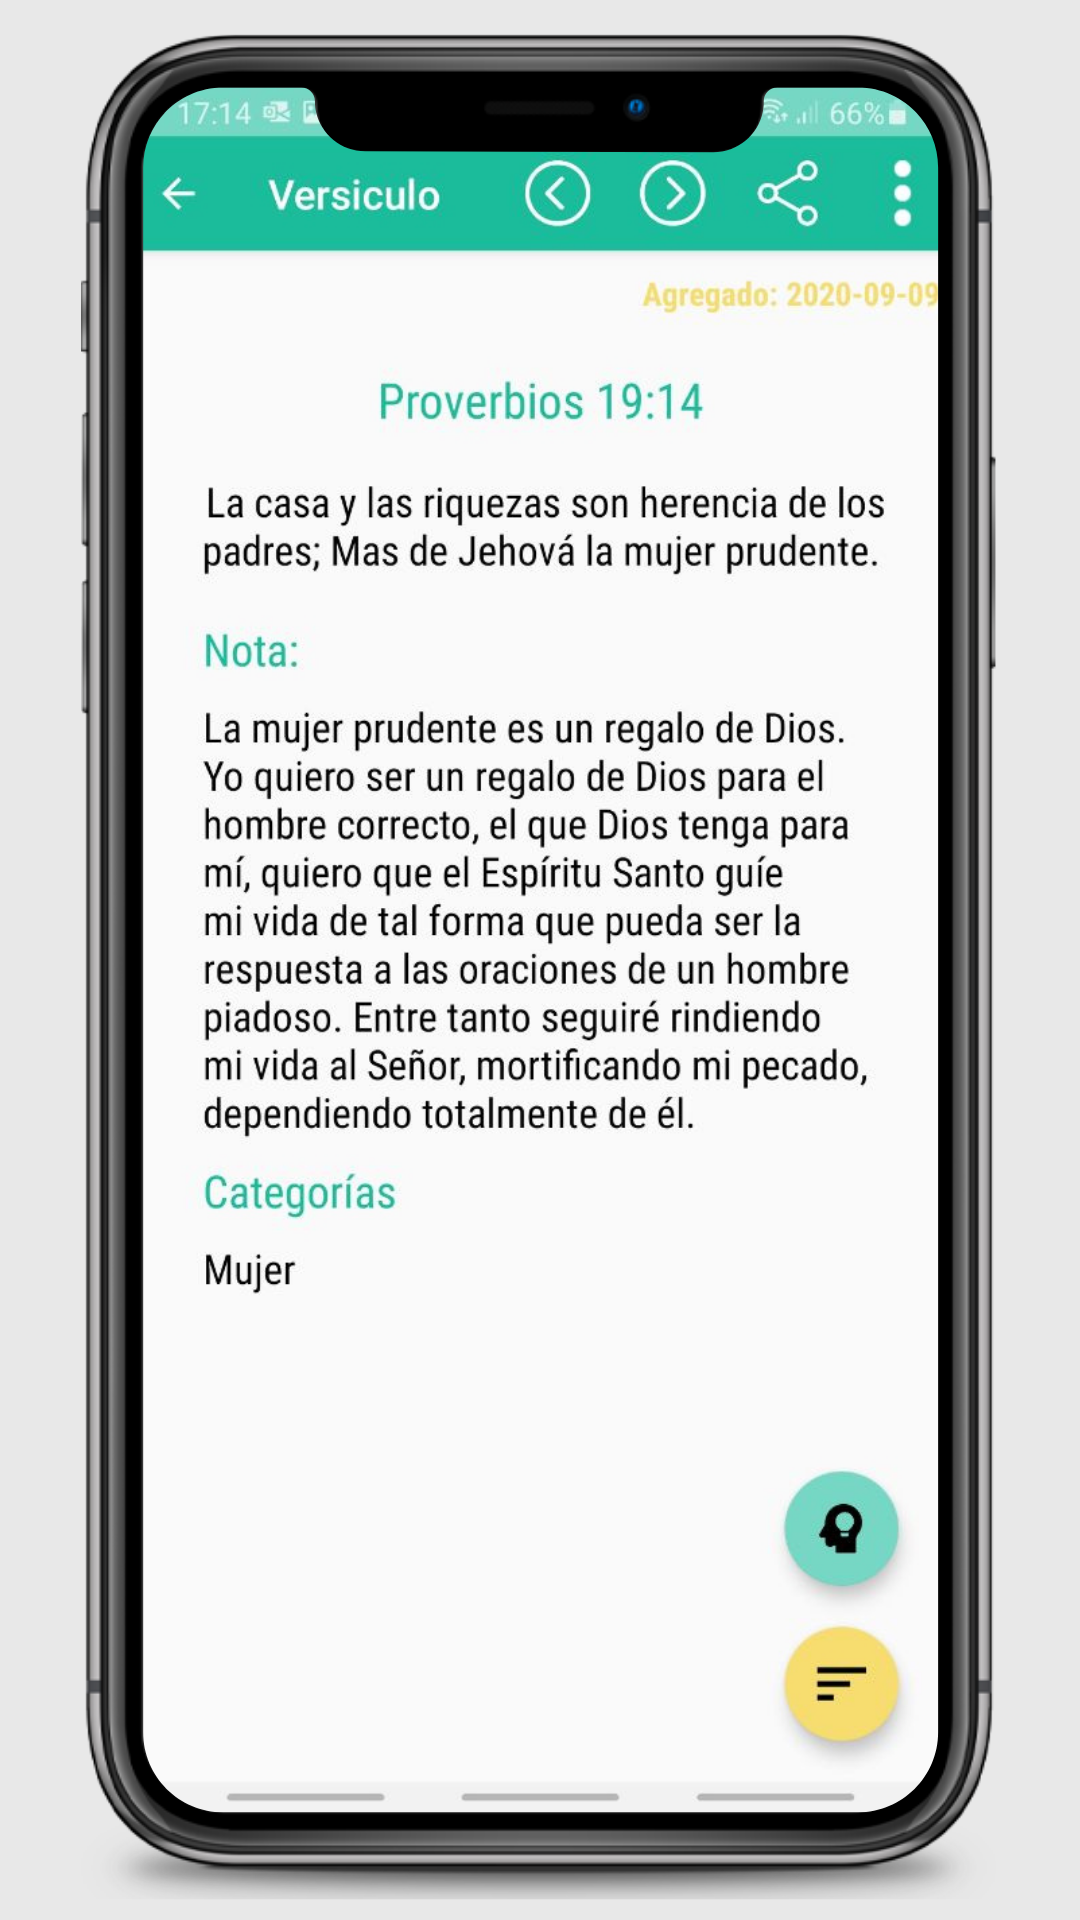 17:14 66%
Versiculo
Agregado: 2020-09-09
Proverbios 19:14
La casa y las riquezas son herencia de los
padres; Mas de Jehová la mujer prudente.
Nota:
La mujer prudente es un regalo de Dios.
Yo quiero ser un regalo de Dios para el
hombre correcto, el que Dios tenga para
mí, quiero que el Espíritu Santo guíe
mi vida de tal forma que pueda ser la
respuesta a las oraciones de un hombre
piadoso. Entre tanto seguiré rindiendo
mi vida al Señor, mortificando mi pecado,
dependiendo totalmente de él.
Categorías
Mujer